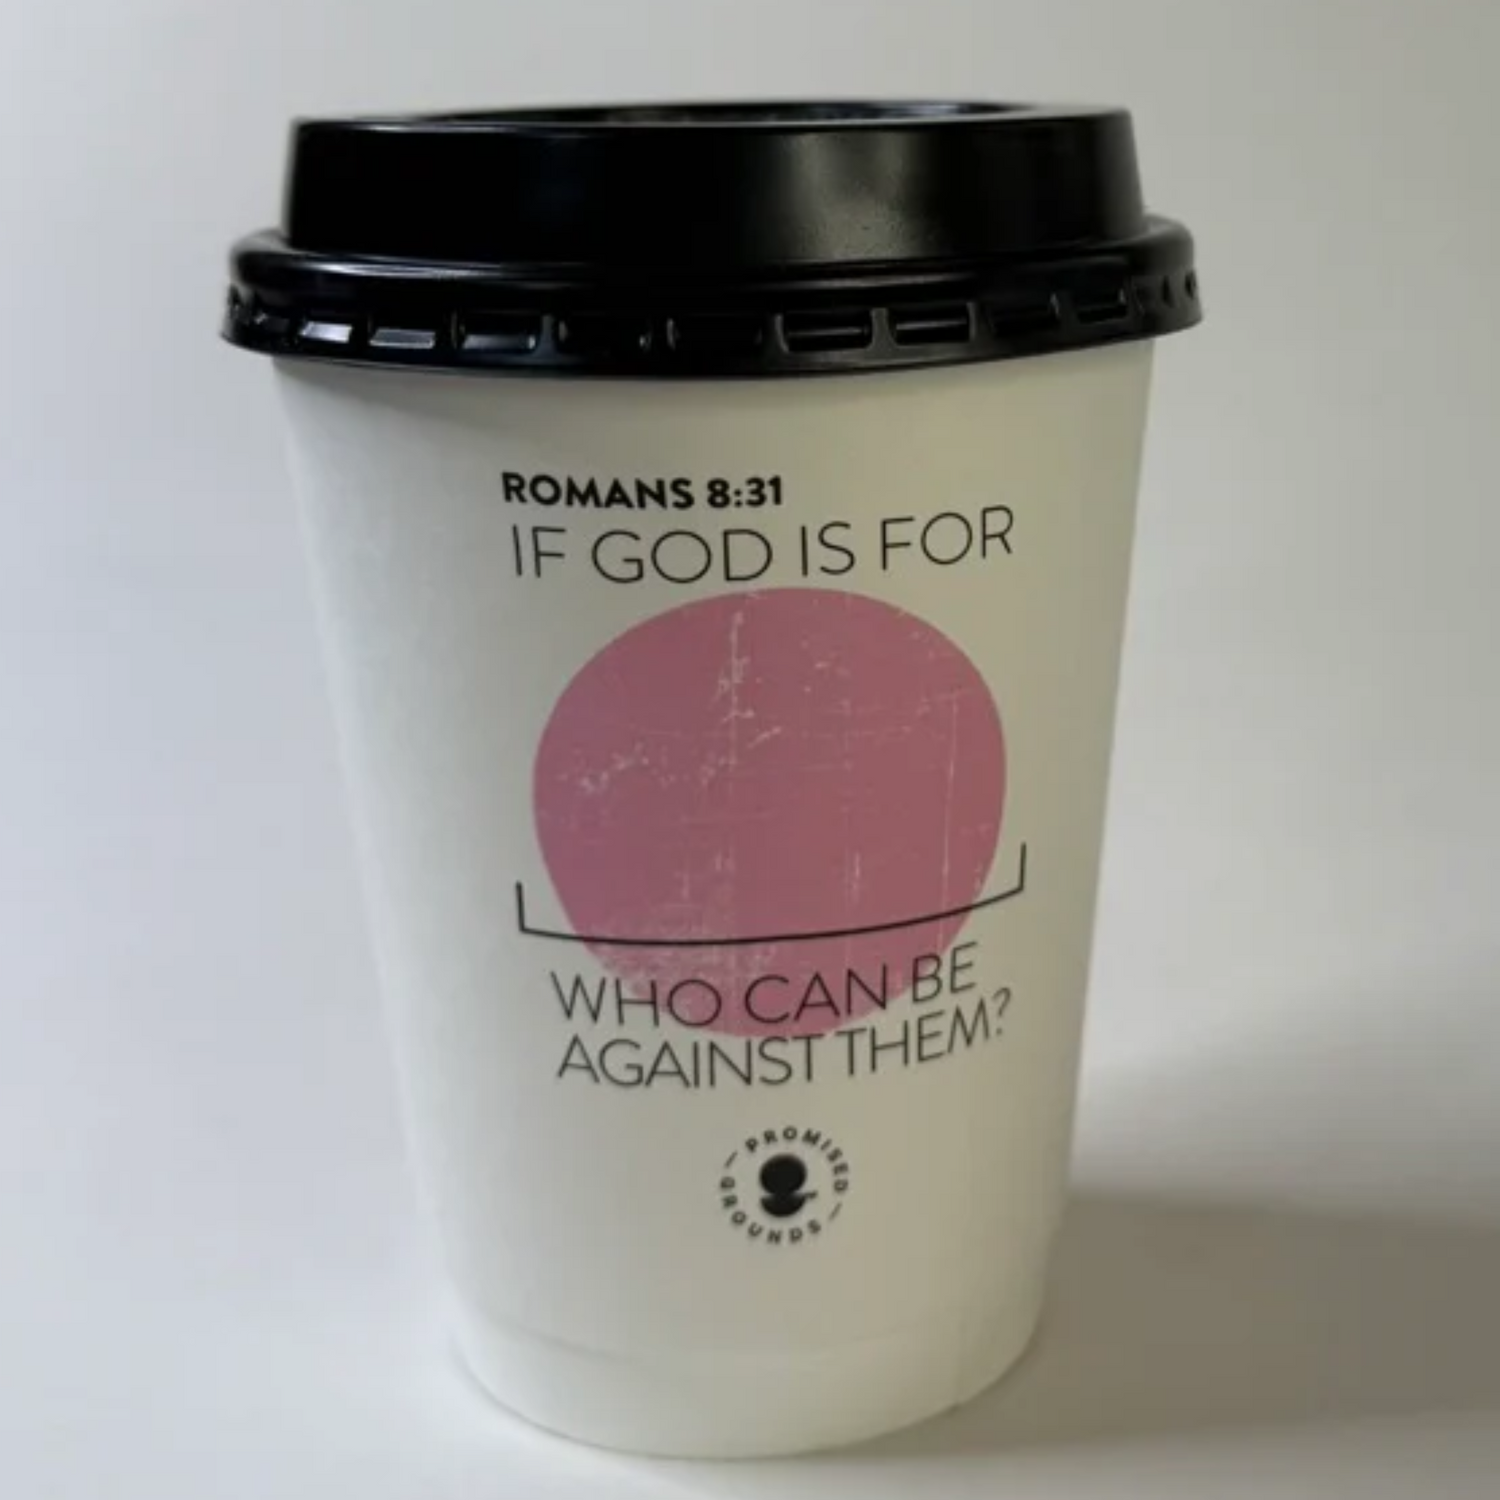 ROMANS 8:31
IF GOD IS FOR
WHO CAN BE
AGAINST THEM?
PROMISED
GROUNDS